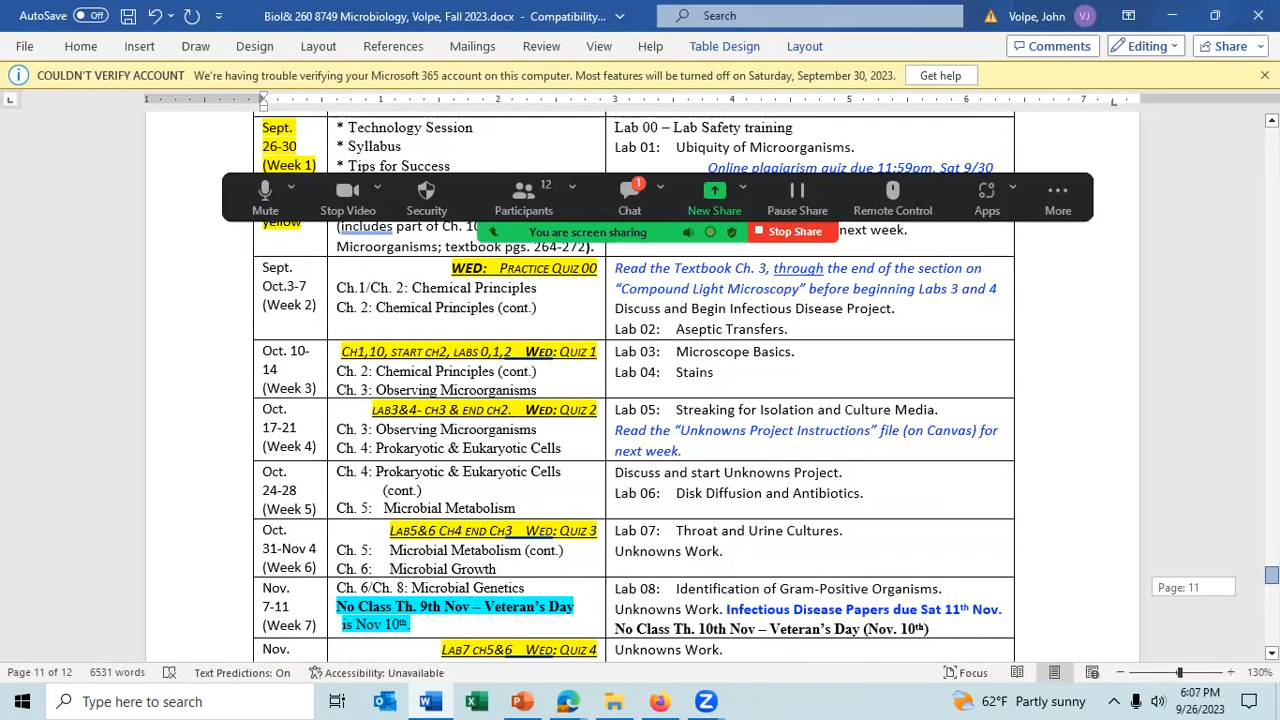 AutoSave Off Biol& 260 8749 Microbiology, Volpe, Fall 2023.docx - Compatibility... Search Volpe, John VJ
File Home Insert Draw Design Layout References Mailings Review View Help Table Design Layout Comments Editing Share
COULDN'T VERIFY ACCOUNT We're having trouble verifying your Microsoft 365 account on this computer. Most features will be turned off on Saturday, September 30, 2023. Get help
1 1 2 3 4 5 6 7
Sept.
26-30
(Week 1)
yellow
* Technology Session
* Syllabus
* Tips for Success
(includes part of Ch. 10
Microorganisms; textbook pgs. 264-272).
Lab 00 – Lab Safety training
Lab 01: Ubiquity of Microorganisms.
Online plagiarism quiz due 11:59pm. Sat 9/30
next week.
Mute Stop Video Security Participants 12 Chat 1 New Share Pause Share Remote Control Apps More
You are screen sharing Stop Share
Sept.
Oct.3-7
(Week 2)
WED: PRACTICE QUIZ 00
Ch.1/Ch. 2: Chemical Principles
Ch. 2: Chemical Principles (cont.)
Read the Textbook Ch. 3, through the end of the section on
“Compound Light Microscopy” before beginning Labs 3 and 4
Discuss and Begin Infectious Disease Project.
Lab 02: Aseptic Transfers.
Oct. 10-
14
(Week 3)
CH1,10, START CH2, LABS 0,1,2 WED: QUIZ 1
Ch. 2: Chemical Principles (cont.)
Ch. 3: Observing Microorganisms
Lab 03: Microscope Basics.
Lab 04: Stains
Oct.
17-21
(Week 4)
LAB3&4- CH3 & END CH2. WED: QUIZ 2
Ch. 3: Observing Microorganisms
Ch. 4: Prokaryotic & Eukaryotic Cells
Lab 05: Streaking for Isolation and Culture Media.
Read the “Unknowns Project Instructions” file (on Canvas) for
next week.
Oct.
24-28
(Week 5)
Ch. 4: Prokaryotic & Eukaryotic Cells
(cont.)
Ch. 5: Microbial Metabolism
Discuss and start Unknowns Project.
Lab 06: Disk Diffusion and Antibiotics.
Oct.
31-Nov 4
(Week 6)
LAB5&6 CH4 END CH3 WED: QUIZ 3
Ch. 5: Microbial Metabolism (cont.)
Ch. 6: Microbial Growth
Lab 07: Throat and Urine Cultures.
Unknowns Work.
Nov.
7-11
(Week 7)
Ch. 6/Ch. 8: Microbial Genetics
No Class Th. 9th Nov – Veteran’s Day
is Nov 10th.
Lab 08: Identification of Gram-Positive Organisms.
Unknowns Work. Infectious Disease Papers due Sat 11th Nov.
No Class Th. 10th Nov – Veteran’s Day (Nov. 10th)
Nov.
LAB7 CH5&6 WED: QUIZ 4
Unknowns Work.
Page: 11
Page 11 of 12 6531 words Text Predictions: On Accessibility: Unavailable Focus 130%
Type here to search 62°F Partly sunny 6:07 PM
9/26/2023